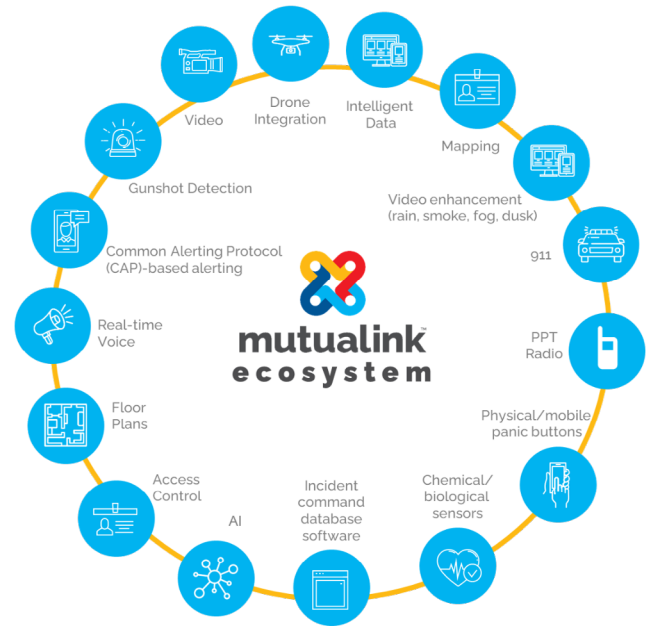 Video
Drone
Integration
Intelligent
Data
Mapping
Video enhancement
(rain, smoke, fog, dusk)
911
PPT
Radio
Physical/mobile
panic buttons
Chemical/
biological
sensors
Incident
command
database
software
AI
Access
Control
Floor
Plans
Real-time
Voice
Common Alerting Protocol
(CAP)-based alerting
Gunshot Detection
mutualink™
ecosystem